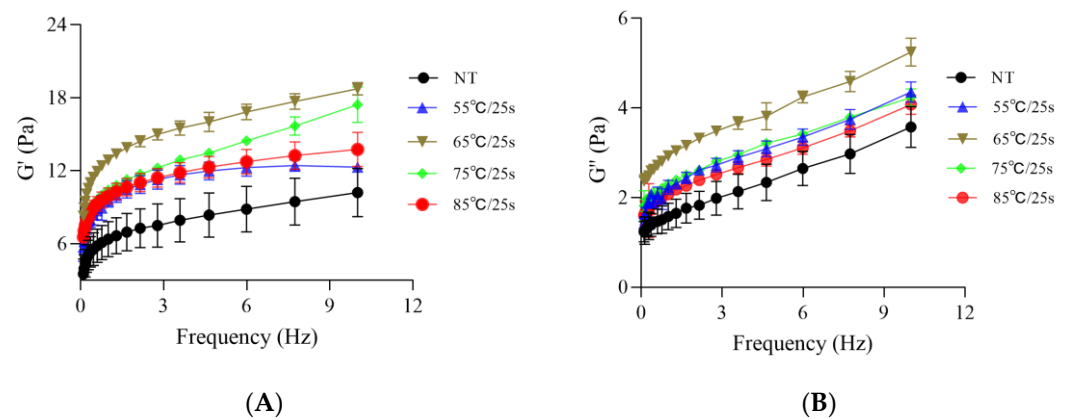 24
18
12
6
G' (Pa)
0
3
6
9
12
Frequency (Hz)
NT
55℃/25s
65℃/25s
75℃/25s
85℃/25s
(A)
6
4
2
0
G" (Pa)
0
3
6
9
12
Frequency (Hz)
NT
55℃/25s
65℃/25s
75℃/25s
85℃/25s
(B)